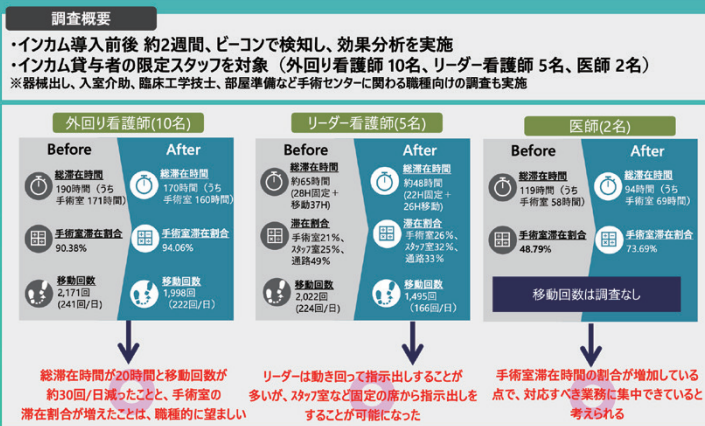 調査概要
・インカム導入前後 約2週間、ビーコンで検知し、効果分析を実施
・インカム貸与者の限定スタッフを対象（外回り看護師 10名、リーダー看護師 5名、医師 2名）
※器械出し、入室介助、臨床工学技士、部屋準備など手術センターに関わる職種向けの調査も実施
外回り看護師(10名)
Before
総滞在時間
190時間（うち
手術室 171時間）
手術室滞在割合
90.38%
移動回数
2,171回
(241回/日)
After
総滞在時間
170時間（うち
手術室 160時間）
手術室滞在割合
94.06%
移動回数
1,998回
（222回/日）
総滞在時間が20時間と移動回数が
約30回/日減ったことと、手術室の
滞在割合が増えたことは、職種的に望ましい
リーダー看護師(5名)
Before
総滞在時間
約65時間
(28H固定＋
移動37H)
滞在割合
手術室21%、
スタッフ室25%、
通路49%
移動回数
2,022回
(224回/日)
After
総滞在時間
約48時間
(22H固定＋
26H移動)
滞在割合
手術室26%、
スタッフ室32%、
通路33%
移動回数
1,495回
（166回/日）
リーダーは動き回って指示出しすることが
多いが、スタッフ室など固定の席から指示出しを
することが可能になった
医師(2名)
Before
総滞在時間
119時間（うち
手術室 58時間）
手術室滞在割合
48.79%
After
総滞在時間
94時間（うち
手術室 69時間）
手術室滞在割合
73.69%
移動回数は調査なし
手術室滞在時間の割合が増加している
点で、対応すべき業務に集中できていると
考えられる